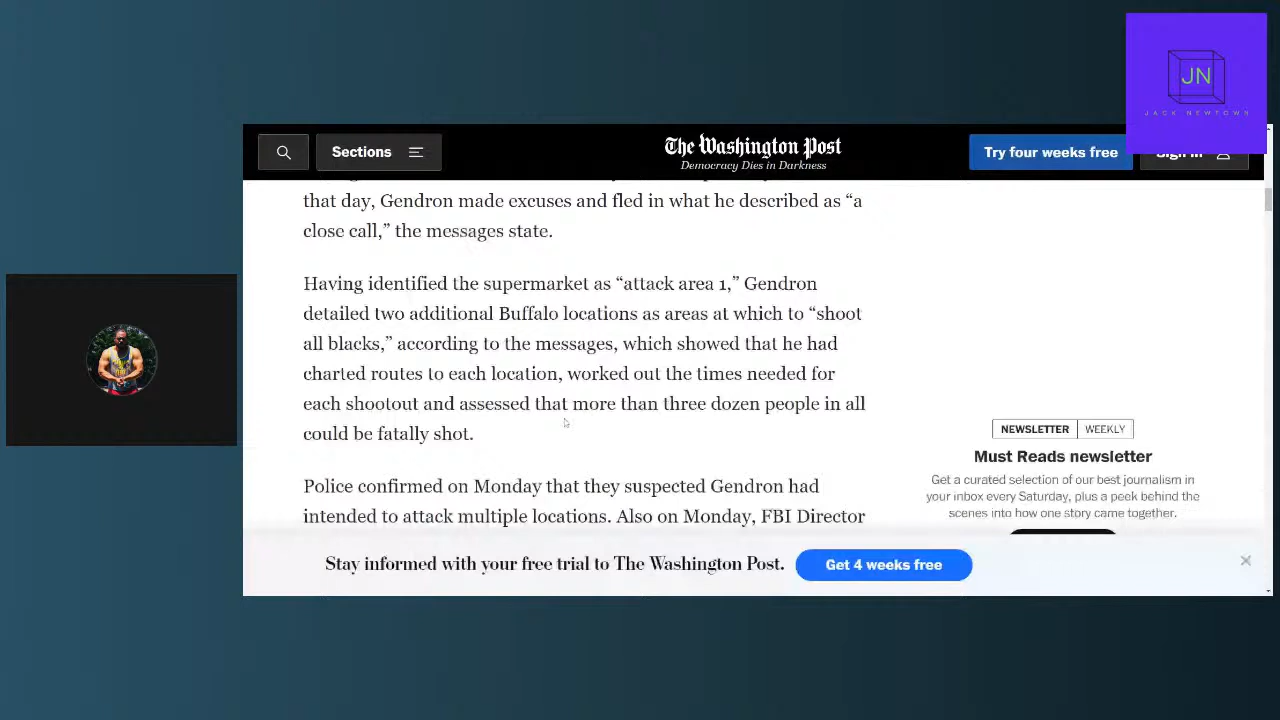 JN
JACK NEWTOWN
Sections
The Washington Post
Democracy Dies in Darkness
Try four weeks free
Sign in
that day, Gendron made excuses and fled in what he described as “a
close call,” the messages state.
Having identified the supermarket as “attack area 1,” Gendron
detailed two additional Buffalo locations as areas at which to “shoot
all blacks,” according to the messages, which showed that he had
charted routes to each location, worked out the times needed for
each shootout and assessed that more than three dozen people in all
could be fatally shot.
Police confirmed on Monday that they suspected Gendron had
intended to attack multiple locations. Also on Monday, FBI Director
NEWSLETTER WEEKLY
Must Reads newsletter
Get a curated selection of our best journalism in
your inbox every Saturday, plus a peek behind the
scenes into how one story came together.
Stay informed with your free trial to The Washington Post.
Get 4 weeks free